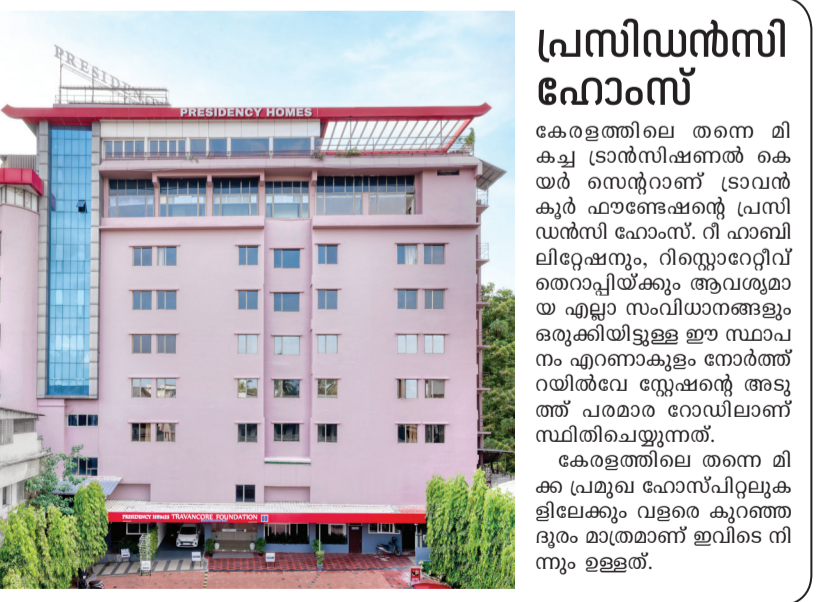 PRESIDENCY
PRESIDENCY HOMES
PRESIDENCY HOMES TRAVANCORE FOUNDATION
പ്രസിഡൻസി
ഹോംസ്
കേരളത്തിലെ തന്നെ മി
കച്ച ട്രാൻസിഷണൽ കെ
യർ സെന്ററാണ് ട്രാവൻ
കൂർ ഫൗണ്ടേഷന്റെ പ്രസി
ഡൻസി ഹോംസ്. റീ ഹാബി
ലിറ്റേഷനും, റിസ്റ്റൊറേറ്റീവ്
തെറാപ്പിയ്ക്കും ആവശ്യമാ
യ എല്ലാ സംവിധാനങ്ങളും
ഒരുക്കിയിട്ടുള്ള ഈ സ്ഥാപ
നം എറണാകുളം നോർത്ത്
റയിൽവേ സ്റ്റേഷന്റെ അടു
ത്ത് പരമാര റോഡിലാണ്
സ്ഥിതിചെയ്യുന്നത്.
കേരളത്തിലെ തന്നെ മി
ക്ക പ്രമുഖ ഹോസ്പിറ്റലുക
ളിലേക്കും വളരെ കുറഞ്ഞ
ദൂരം മാത്രമാണ് ഇവിടെ നി
ന്നും ഉള്ളത്.